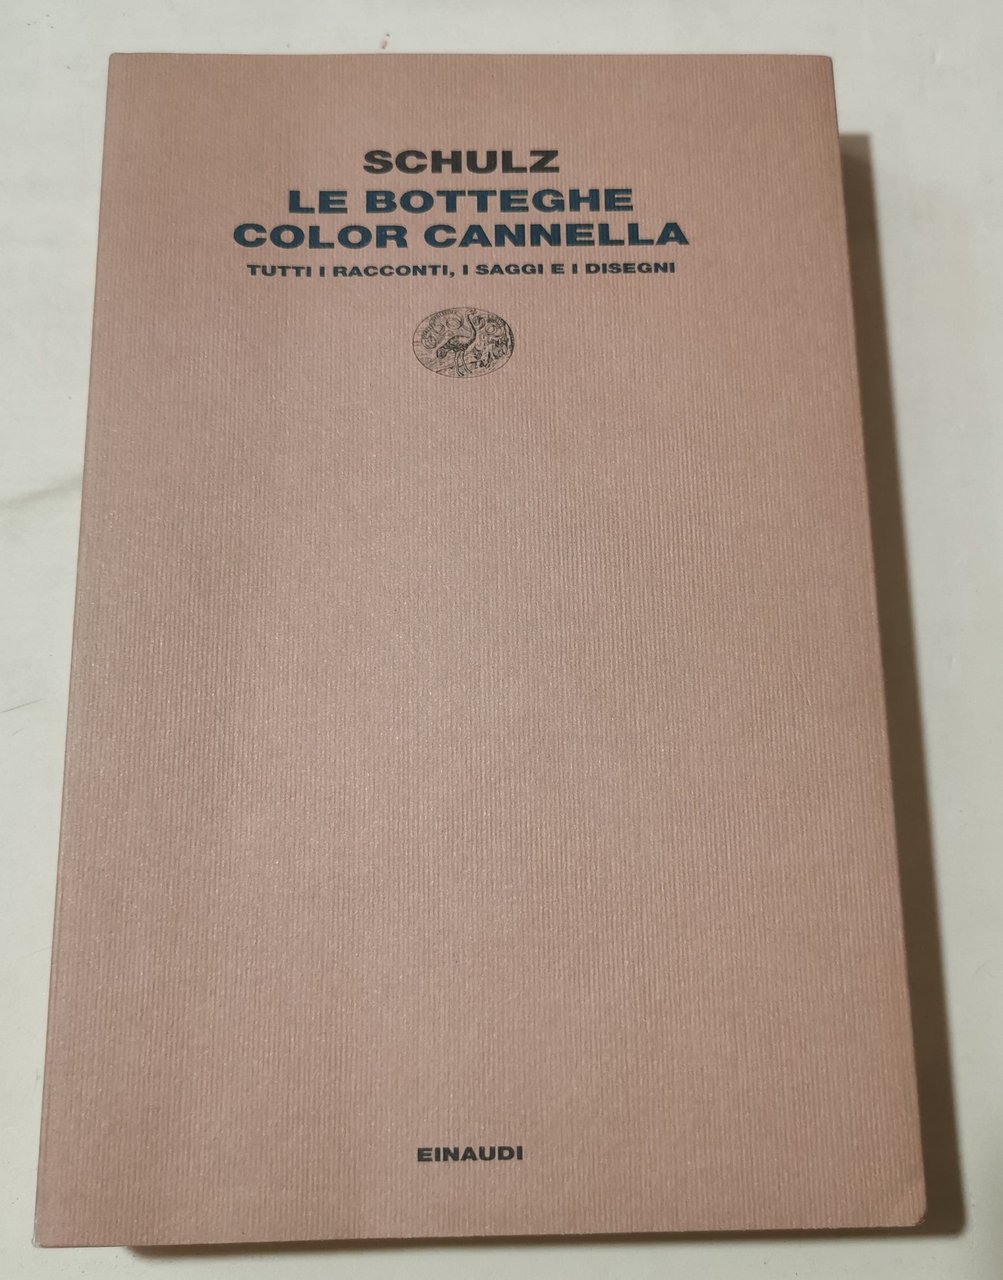 SCHULZ
LE BOTTEGHE
COLOR CANNELLA
TUTTI I RACCONTI, I SAGGI E I DISEGNI
EINAUDI